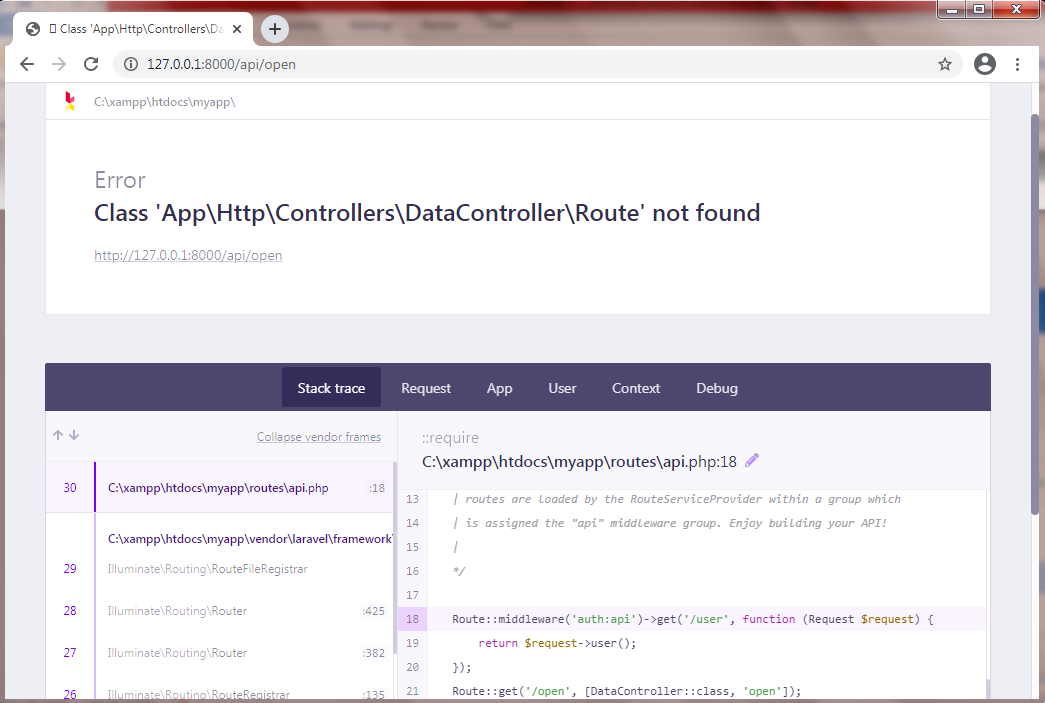 Class 'App\Http\Controllers\Da
127.0.0.1:8000/api/open
C:\xampp\htdocs\myapp\
Error
Class 'App\Http\Controllers\DataController\Route' not found
http://127.0.0.1:8000/api/open
Stack trace Request App User Context Debug
Collapse vendor frames
30 C:\xampp\htdocs\myapp\routes\api.php :18
C:\xampp\htdocs\myapp\vendor\laravel\framework\
29 Illuminate\Routing\RouteFileRegistrar
28 Illuminate\Routing\Router :425
27 Illuminate\Routing\Router :382
26 Illuminate\Routing\RouteRegistrar :135
::require
C:\xampp\htdocs\myapp\routes\api.php:18
13 | routes are loaded by the RouteServiceProvider within a group which
14 | is assigned the "api" middleware group. Enjoy building your API!
15 |
16 */
17
18 Route::middleware('auth:api')->get('/user', function (Request $request) {
19 return $request->user();
20 });
21 Route::get('/open', [DataController::class, 'open']);